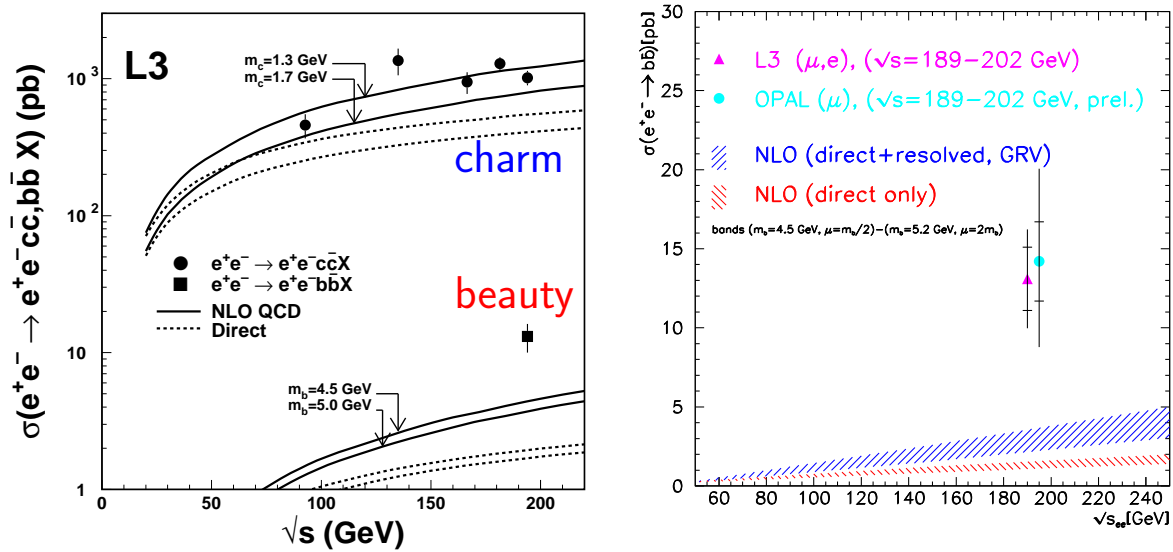 L3
σ(e⁺e⁻ → e⁺e⁻cc̄,bb̄ X) (pb)
10³
10²
10
1
m_c=1.3 GeV
m_c=1.7 GeV
charm
e⁺e⁻ → e⁺e⁻cc̄X
e⁺e⁻ → e⁺e⁻bb̄X
NLO QCD
Direct
beauty
m_b=4.5 GeV
m_b=5.0 GeV
0 50 100 150 200
√s (GeV)
σ(e⁺e⁻ → bb̄)[pb]
30
25
20
15
10
5
0
L3 (μ,e), (√s=189−202 GeV)
OPAL (μ), (√s=189−202 GeV, prel.)
NLO (direct+resolved, GRV)
NLO (direct only)
bands (m_b=4.5 GeV, μ=m_b/2)−(m_b=5.2 GeV, μ=2m_b)
60 80 100 120 140 160 180 200 220 240
√s_ee[GeV]